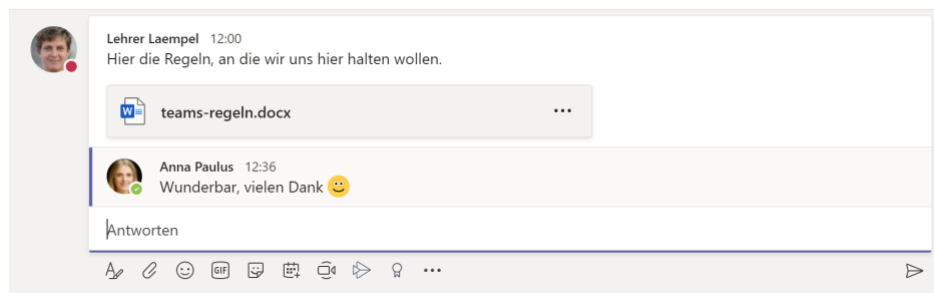 Lehrer Laempel 12:00
Hier die Regeln, an die wir uns hier halten wollen.
teams-regeln.docx
Anna Paulus 12:36
Wunderbar, vielen Dank
Antworten
GIF